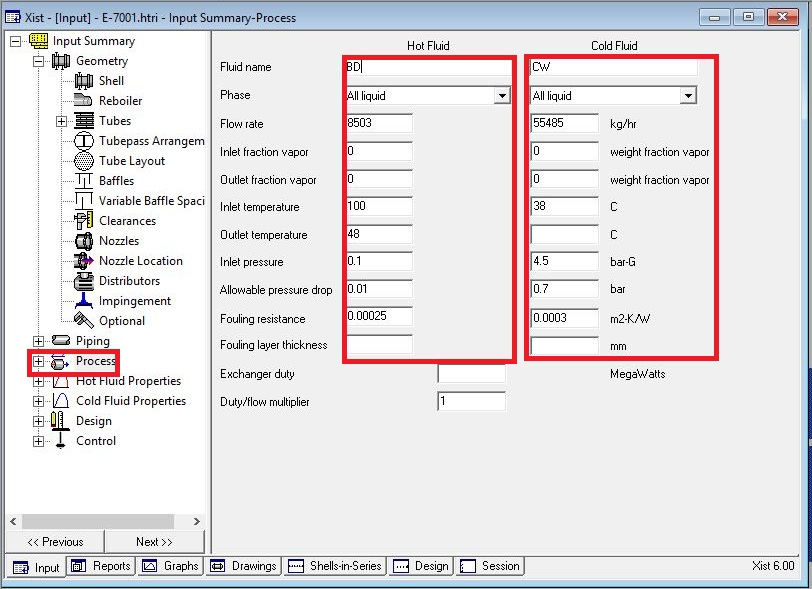 Xist - [Input] - E-7001.htri - Input Summary-Process
Input Summary
Geometry
Shell
Reboiler
Tubes
Tubepass Arrangem
Tube Layout
Baffles
Variable Baffle Spaci
Clearances
Nozzles
Nozzle Location
Distributors
Impingement
Optional
Piping
Process
Hot Fluid Properties
Cold Fluid Properties
Design
Control
<< Previous Next >>
Hot Fluid Cold Fluid
Fluid name BD CW
Phase All liquid All liquid
Flow rate 8503 55485 kg/hr
Inlet fraction vapor 0 0 weight fraction vapor
Outlet fraction vapor 0 0 weight fraction vapor
Inlet temperature 100 38 C
Outlet temperature 48 C
Inlet pressure 0.1 4.5 bar-G
Allowable pressure drop 0.01 0.7 bar
Fouling resistance 0.00025 0.0003 m2-K/W
Fouling layer thickness mm
Exchanger duty MegaWatts
Duty/flow multiplier 1
Input Reports Graphs Drawings Shells-in-Series Design Session Xist 6.00